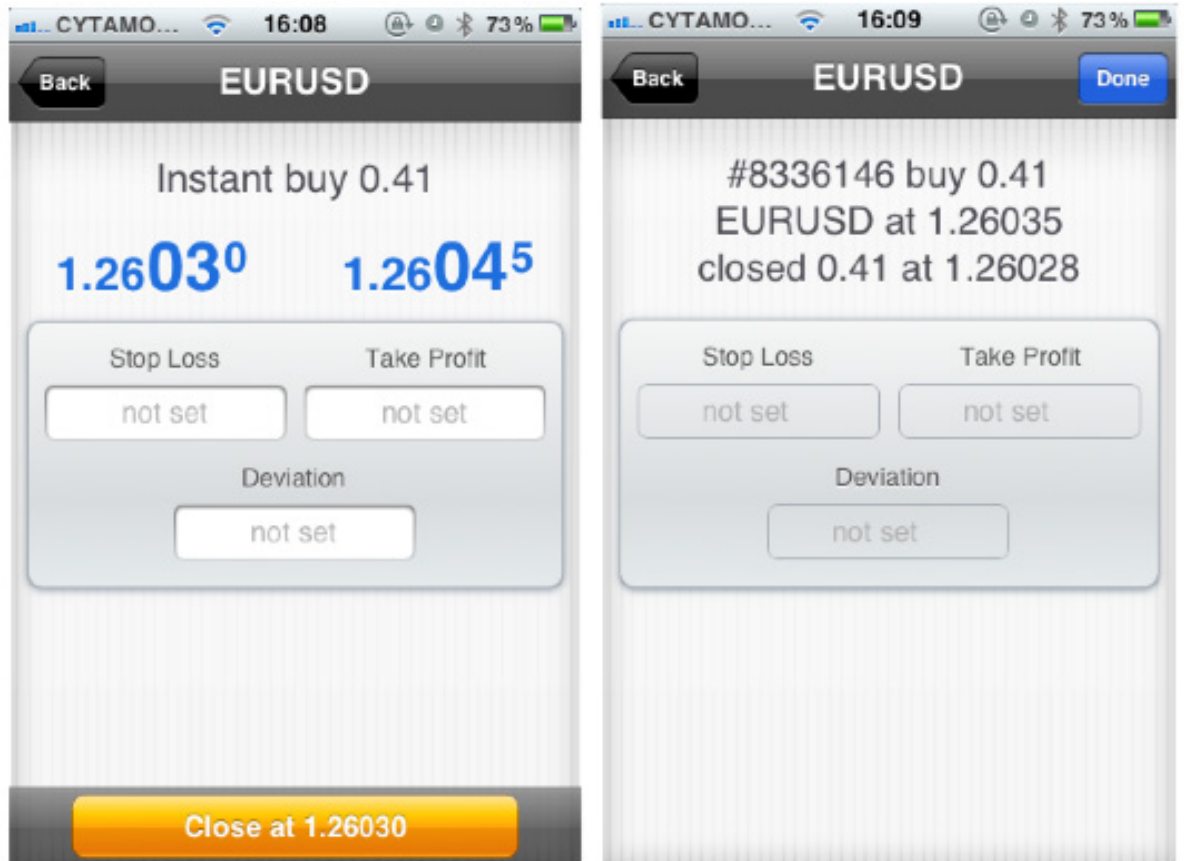 CYTAMO... 16:08 73%
Back EURUSD
Instant buy 0.41
1.26030 1.26045
Stop Loss Take Profit
not set not set
Deviation
not set
Close at 1.26030
CYTAMO... 16:09 73%
Back EURUSD Done
#8336146 buy 0.41
EURUSD at 1.26035
closed 0.41 at 1.26028
Stop Loss Take Profit
not set not set
Deviation
not set